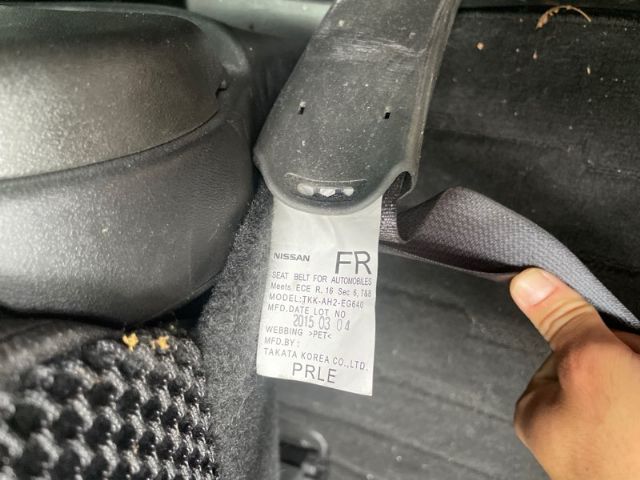 NISSAN FR
SEAT BELT FOR AUTOMOBILES
Meets ECE R. 16 Sec 6, 7&8
MODEL:TKK-AH2-EG640
MFD.DATE LOT NO
2015 03 04
WEBBING >PET<
MFD.BY:
TAKATA KOREA CO.,LTD.
PRLE